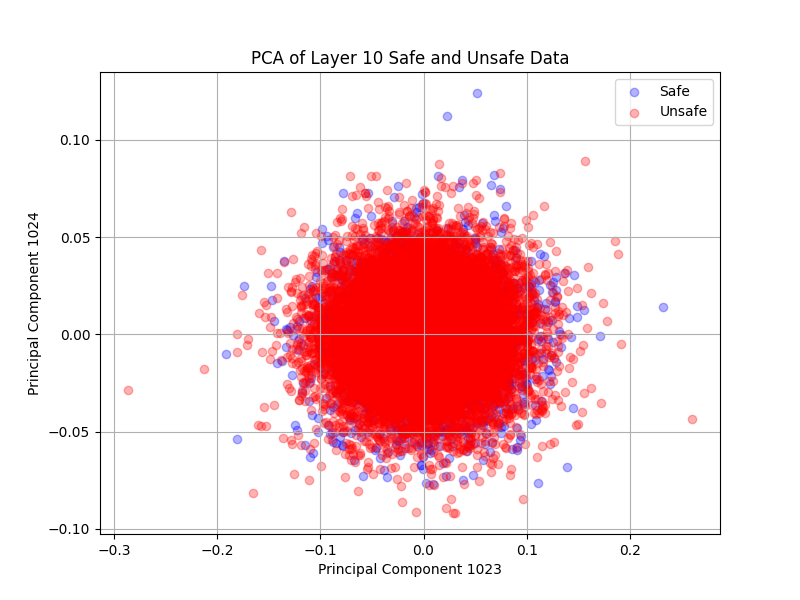 PCA of Layer 10 Safe and Unsafe Data
Safe
Unsafe
0.10
0.05
0.00
−0.05
−0.10
Principal Component 1024
−0.3
−0.2
−0.1
0.0
0.1
0.2
Principal Component 1023